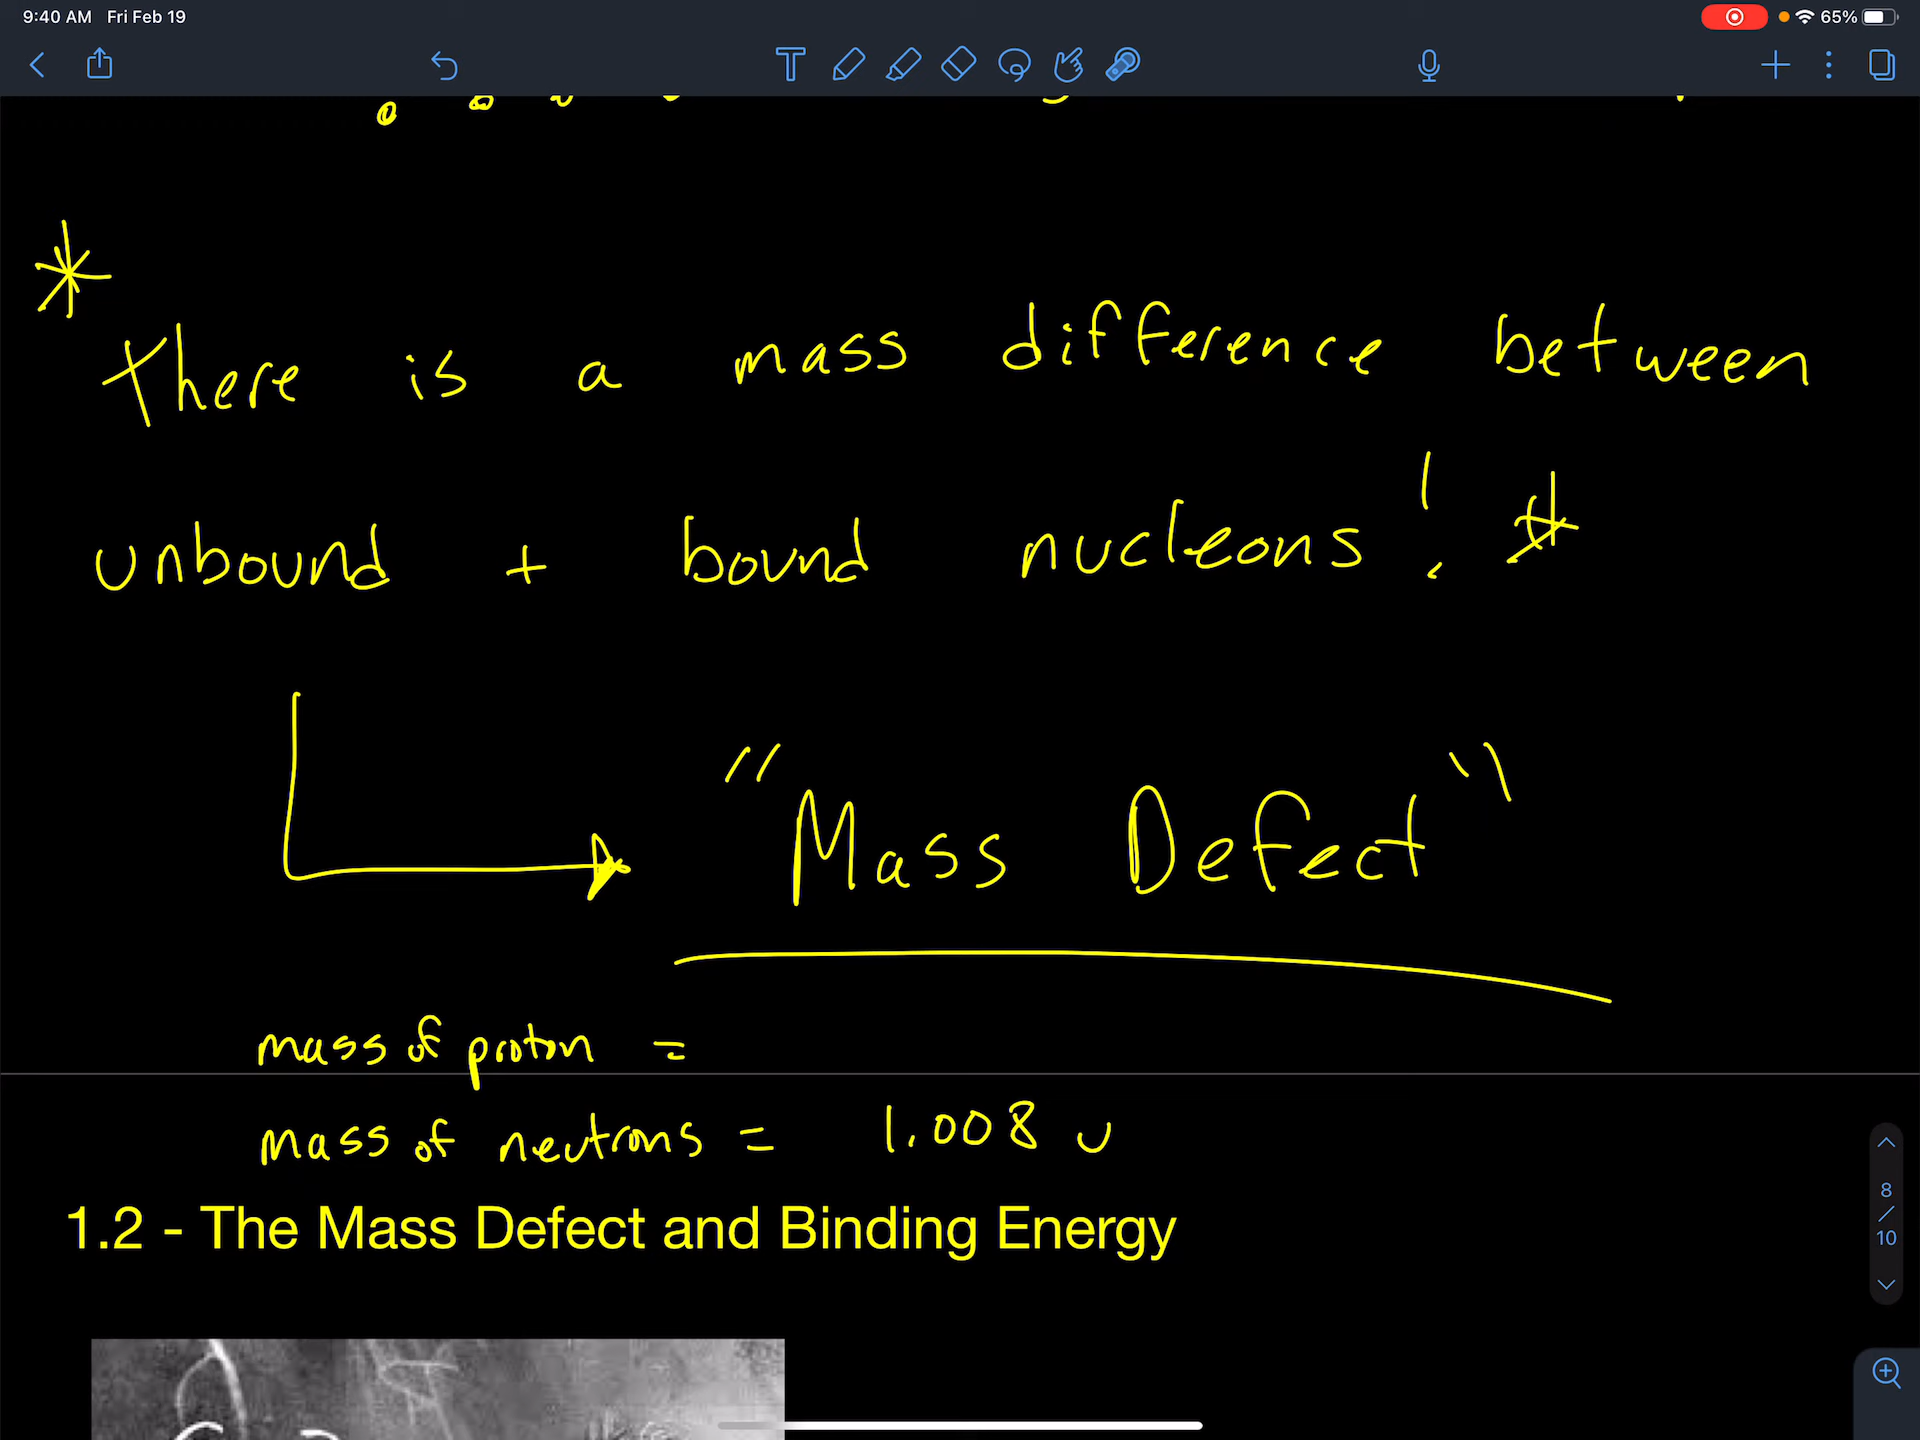 9:40 AM Fri Feb 19
65%
There is a mass difference between
unbound + bound nucleons!
"Mass Defect"
mass of proton =
mass of neutrons = 1.008 u
1.2 - The Mass Defect and Binding Energy
8
/
10